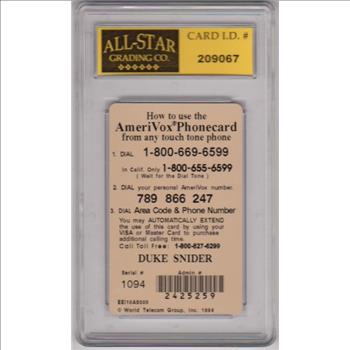 ALL-STAR
GRADING CO.
CARD I.D. #
209067
How to use the
AmeriVox® Phonecard
from any touch tone phone
1. DIAL 1-800-669-6599
In Calif. Only 1-800-655-6599
( Wait for the Dial Tone )
2. DIAL your personal AmeriVox number.
789 866 247
3. DIAL Area Code & Phone Number
You may AUTOMATICALLY EXTEND
the use of this card by using your
VISA or Master Card to purchase
additional calling time.
Call Toll Free: 1-800-827-6299
DUKE SNIDER
Serial # Admin #
1094
2425259
© World Telecom Group, Inc.